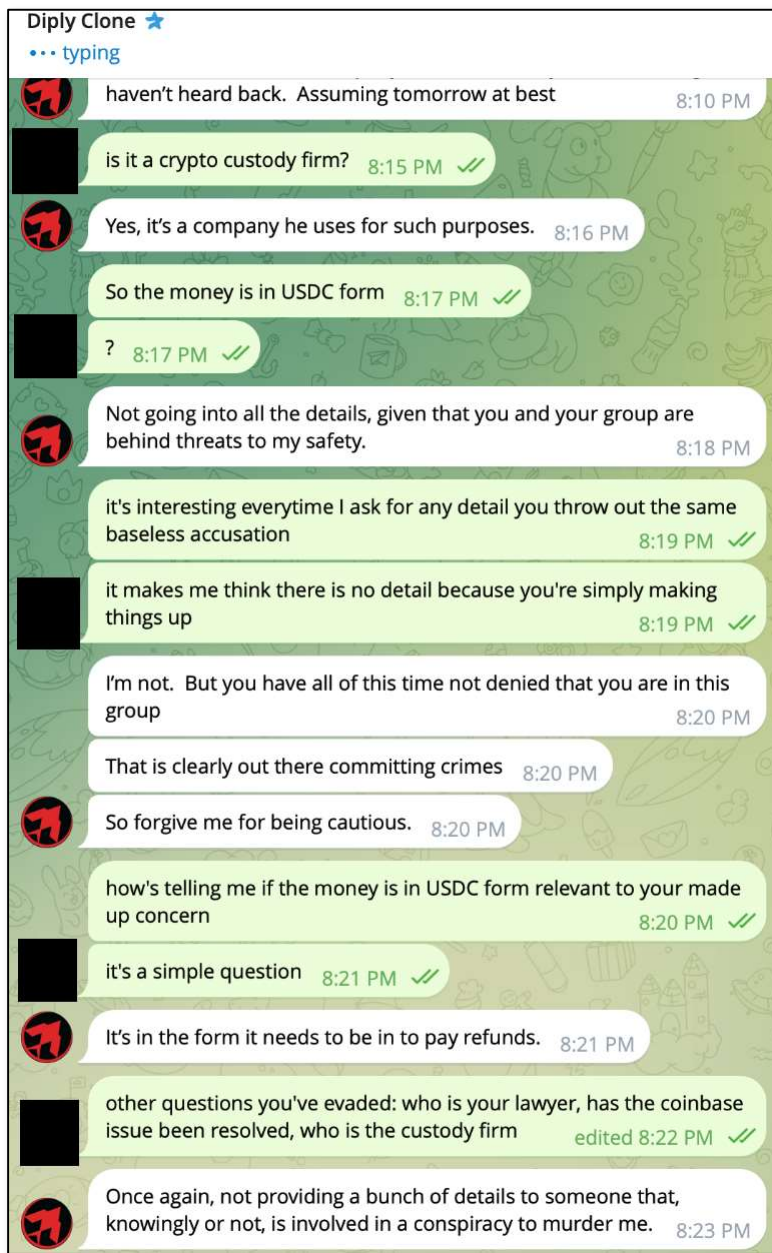 Diply Clone
••• typing
haven’t heard back.  Assuming tomorrow at best
8:10 PM
is it a crypto custody firm? 8:15 PM
Yes, it’s a company he uses for such purposes. 8:16 PM
So the money is in USDC form 8:17 PM
? 8:17 PM
Not going into all the details, given that you and your group are
behind threats to my safety. 8:18 PM
it's interesting everytime I ask for any detail you throw out the same
baseless accusation 8:19 PM
it makes me think there is no detail because you're simply making
things up 8:19 PM
I’m not.  But you have all of this time not denied that you are in this
group 8:20 PM
That is clearly out there committing crimes 8:20 PM
So forgive me for being cautious. 8:20 PM
how's telling me if the money is in USDC form relevant to your made
up concern 8:20 PM
it's a simple question 8:21 PM
It’s in the form it needs to be in to pay refunds. 8:21 PM
other questions you've evaded: who is your lawyer, has the coinbase
issue been resolved, who is the custody firm edited 8:22 PM
Once again, not providing a bunch of details to someone that,
knowingly or not, is involved in a conspiracy to murder me. 8:23 PM